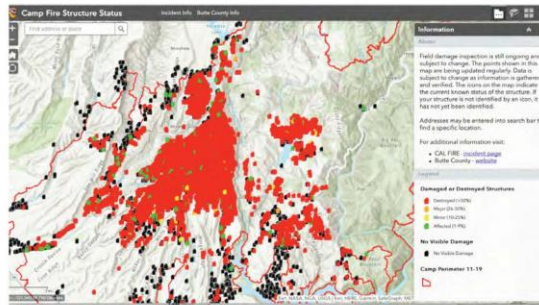 Camp Fire Structure Status
Incident Info
Butte County Info
Find address or place
Information
About
Field damage inspection is still ongoing and
subject to change. The points shown in this
map are being updated regularly. Data is
subject to change as information is gathered
and verified. The icons on the map indicate
the current known status of the structure. If
your structure is not identified by an icon, it
has not yet been identified.
Addresses may be entered into search bar t
find a specific location.
For additional information visit:
• CAL FIRE - incident page
• Butte County - website
Legend
Damaged or Destroyed Structures
Destroyed (>50%)
Major (26-50%)
Minor (10-25%)
Affected (1-9%)
No Visible Damage
No Visible Damage
Camp Perimeter 11-19